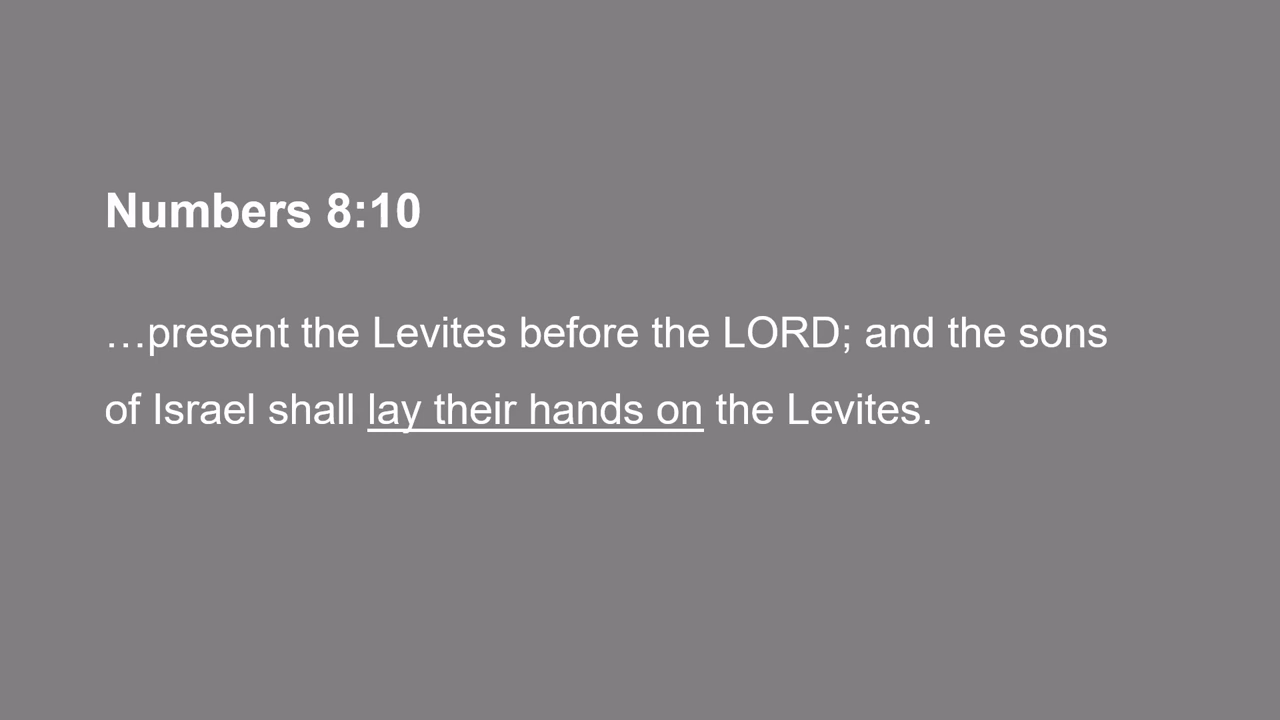 Numbers 8:10
…present the Levites before the LORD; and the sons
of Israel shall lay their hands on the Levites.